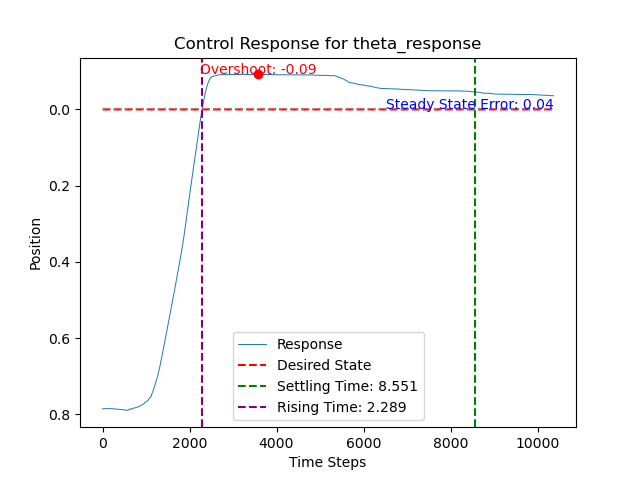 Control Response for theta_response
Overshoot: -0.09
Steady State Error: 0.04
0.0
0.2
0.4
0.6
0.8
Position
Response
Desired State
Settling Time: 8.551
Rising Time: 2.289
0
2000
4000
6000
8000
10000
Time Steps